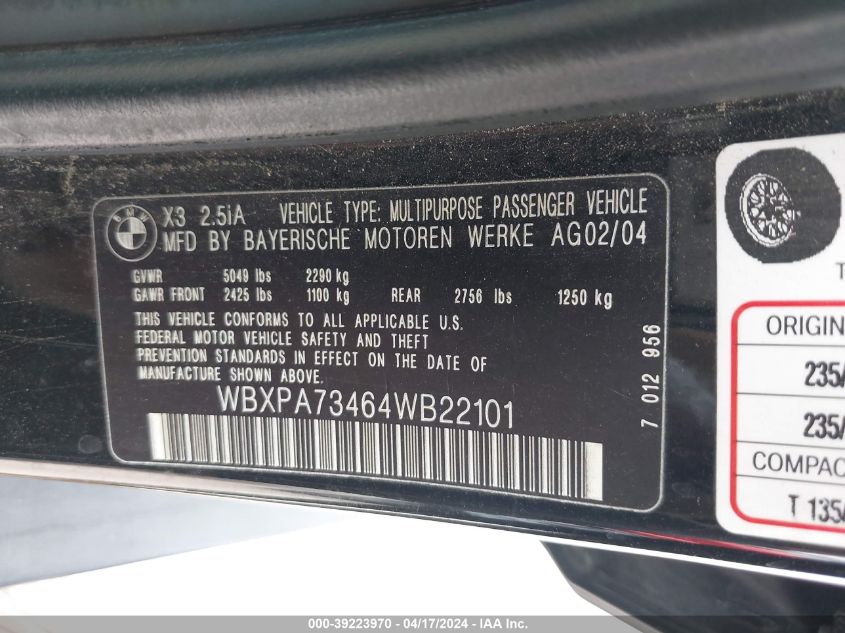 BMW
X3 2.5iA VEHICLE TYPE: MULTIPURPOSE PASSENGER VEHICLE
MFD BY BAYERISCHE MOTOREN WERKE AG02/04
GVWR 5049 lbs 2290 kg
GAWR FRONT 2425 lbs 1100 kg REAR 2756 lbs 1250 kg
THIS VEHICLE CONFORMS TO ALL APPLICABLE U.S.
FEDERAL MOTOR VEHICLE SAFETY AND THEFT
PREVENTION STANDARDS IN EFFECT ON THE DATE OF
MANUFACTURE SHOWN ABOVE.
WBXPA73464WB22101
7 012 956
T
ORIGIN
235/
235/
COMPAC
T 135/
000-39223970 - 04/17/2024 - IAA Inc.